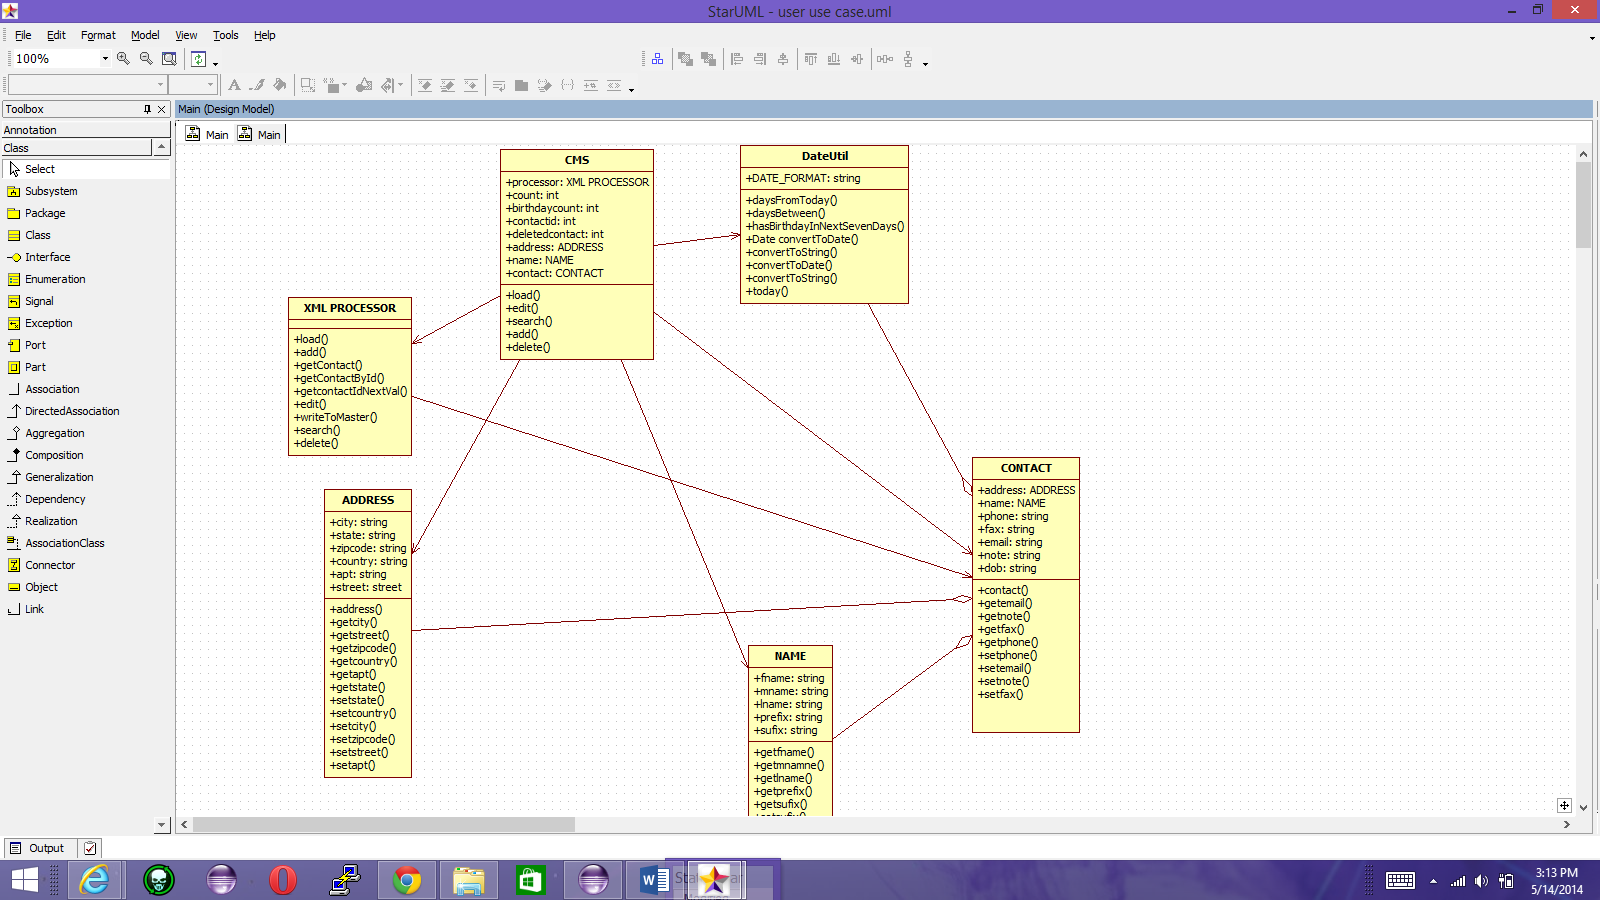 StarUML - user use case.uml
File Edit Format Model View Tools Help
100%
Toolbox
Annotation
Class
Select
Subsystem
Package
Class
Interface
Enumeration
Signal
Exception
Port
Part
Association
DirectedAssociation
Aggregation
Composition
Generalization
Dependency
Realization
AssociationClass
Connector
Object
Link
Main (Design Model)
Main Main
CMS
+processor: XML PROCESSOR
+count: int
+birthdaycount: int
+contactid: int
+deletedcontact: int
+address: ADDRESS
+name: NAME
+contact: CONTACT
+load()
+edit()
+search()
+add()
+delete()
DateUtil
+DATE_FORMAT: string
+daysFromToday()
+daysBetween()
+hasBirthdayInNextSevenDays()
+Date convertToDate()
+convertToString()
+convertToDate()
+convertToString()
+today()
XML PROCESSOR
+load()
+add()
+getContact()
+getContactById()
+getcontactIdNextVal()
+edit()
+writeToMaster()
+search()
+delete()
ADDRESS
+city: string
+state: string
+zipcode: string
+country: string
+apt: string
+street: street
+address()
+getcity()
+getstreet()
+getzipcode()
+getcountry()
+getapt()
+getstate()
+setstate()
+setcountry()
+setcity()
+setzipcode()
+setstreet()
+setapt()
CONTACT
+address: ADDRESS
+name: NAME
+phone: string
+fax: string
+email: string
+note: string
+dob: string
+contact()
+getemail()
+getnote()
+getfax()
+getphone()
+setphone()
+setemail()
+setnote()
+setfax()
NAME
+fname: string
+mname: string
+lname: string
+prefix: string
+sufix: string
+getfname()
+getmnamne()
+getlname()
+getprefix()
+getsufix()
Output
3:13 PM
5/14/2014